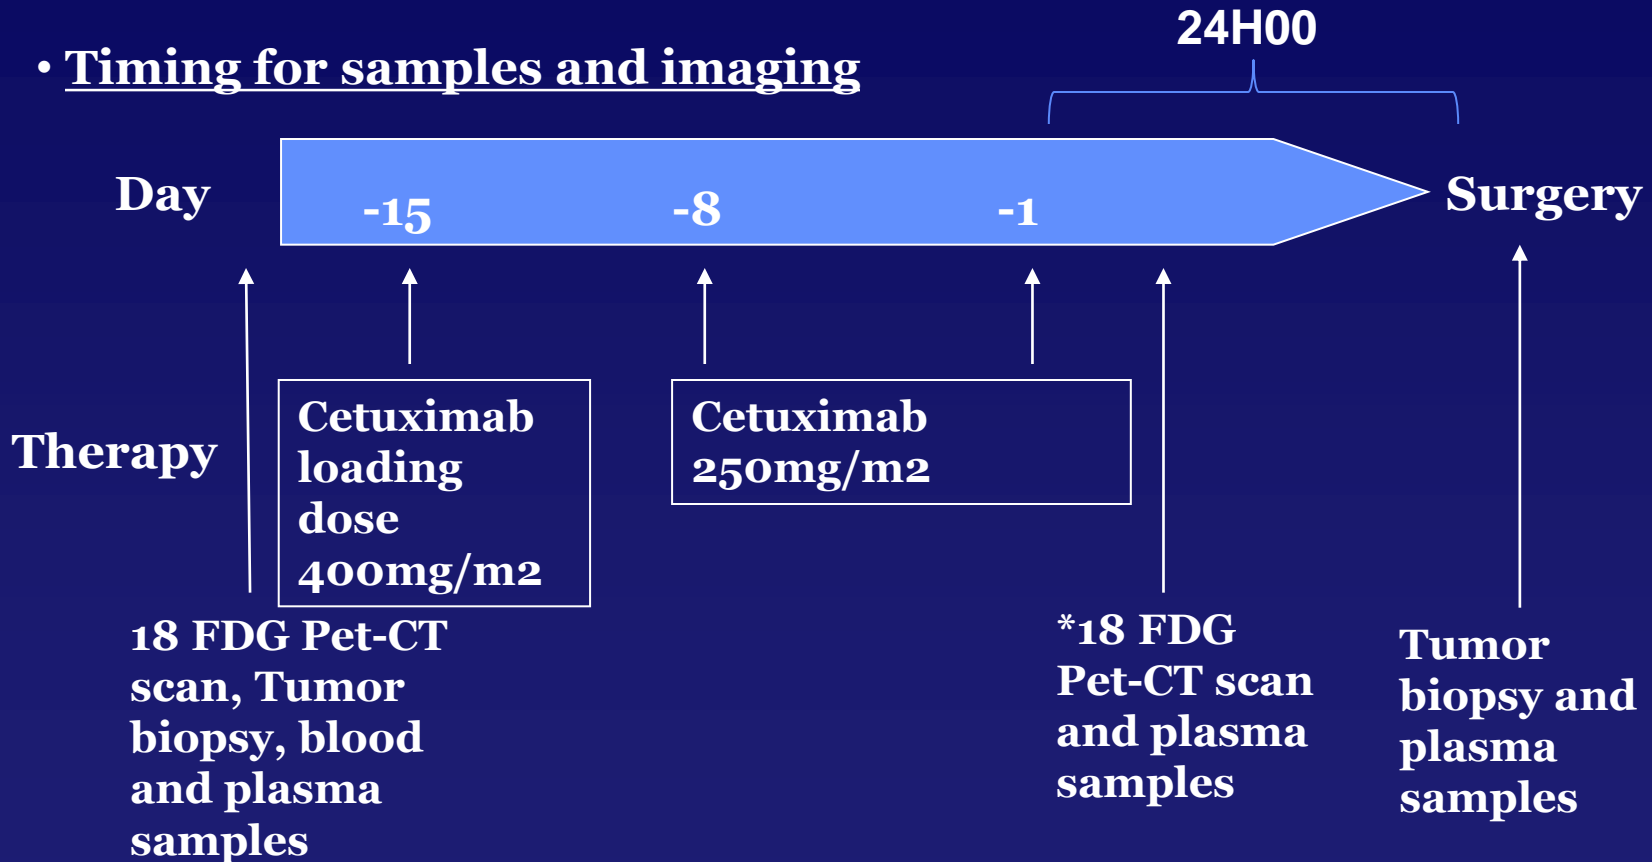 24H00
• Timing for samples and imaging
Day
-15
-8
-1
Surgery
Therapy
Cetuximab
loading
dose
400mg/m2
Cetuximab
250mg/m2
18 FDG Pet-CT
scan, Tumor
biopsy, blood
and plasma
samples
*18 FDG
Pet-CT scan
and plasma
samples
Tumor
biopsy and
plasma
samples